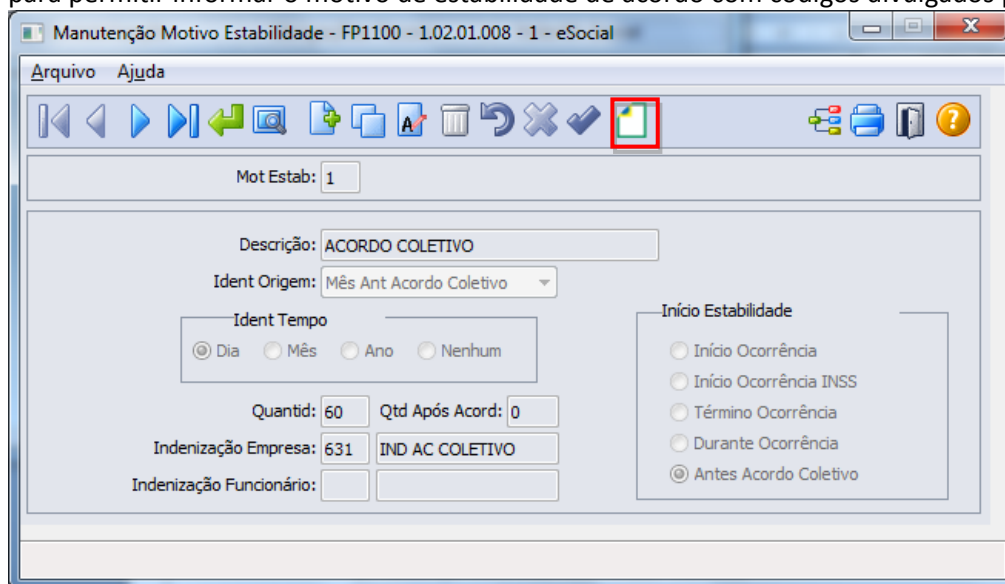 para permitir informar o motivo de estabilidade de acordo com códigos divulgados
Manutenção Motivo Estabilidade - FP1100 - 1.02.01.008 - 1 - eSocial
Arquivo Ajuda
Mot Estab: 1
Descrição: ACORDO COLETIVO
Ident Origem: Mês Ant Acordo Coletivo
Ident Tempo
Dia Mês Ano Nenhum
Quantid: 60 Qtd Após Acord: 0
Indenização Empresa: 631 IND AC COLETIVO
Indenização Funcionário:
Início Estabilidade
Início Ocorrência
Início Ocorrência INSS
Término Ocorrência
Durante Ocorrência
Antes Acordo Coletivo